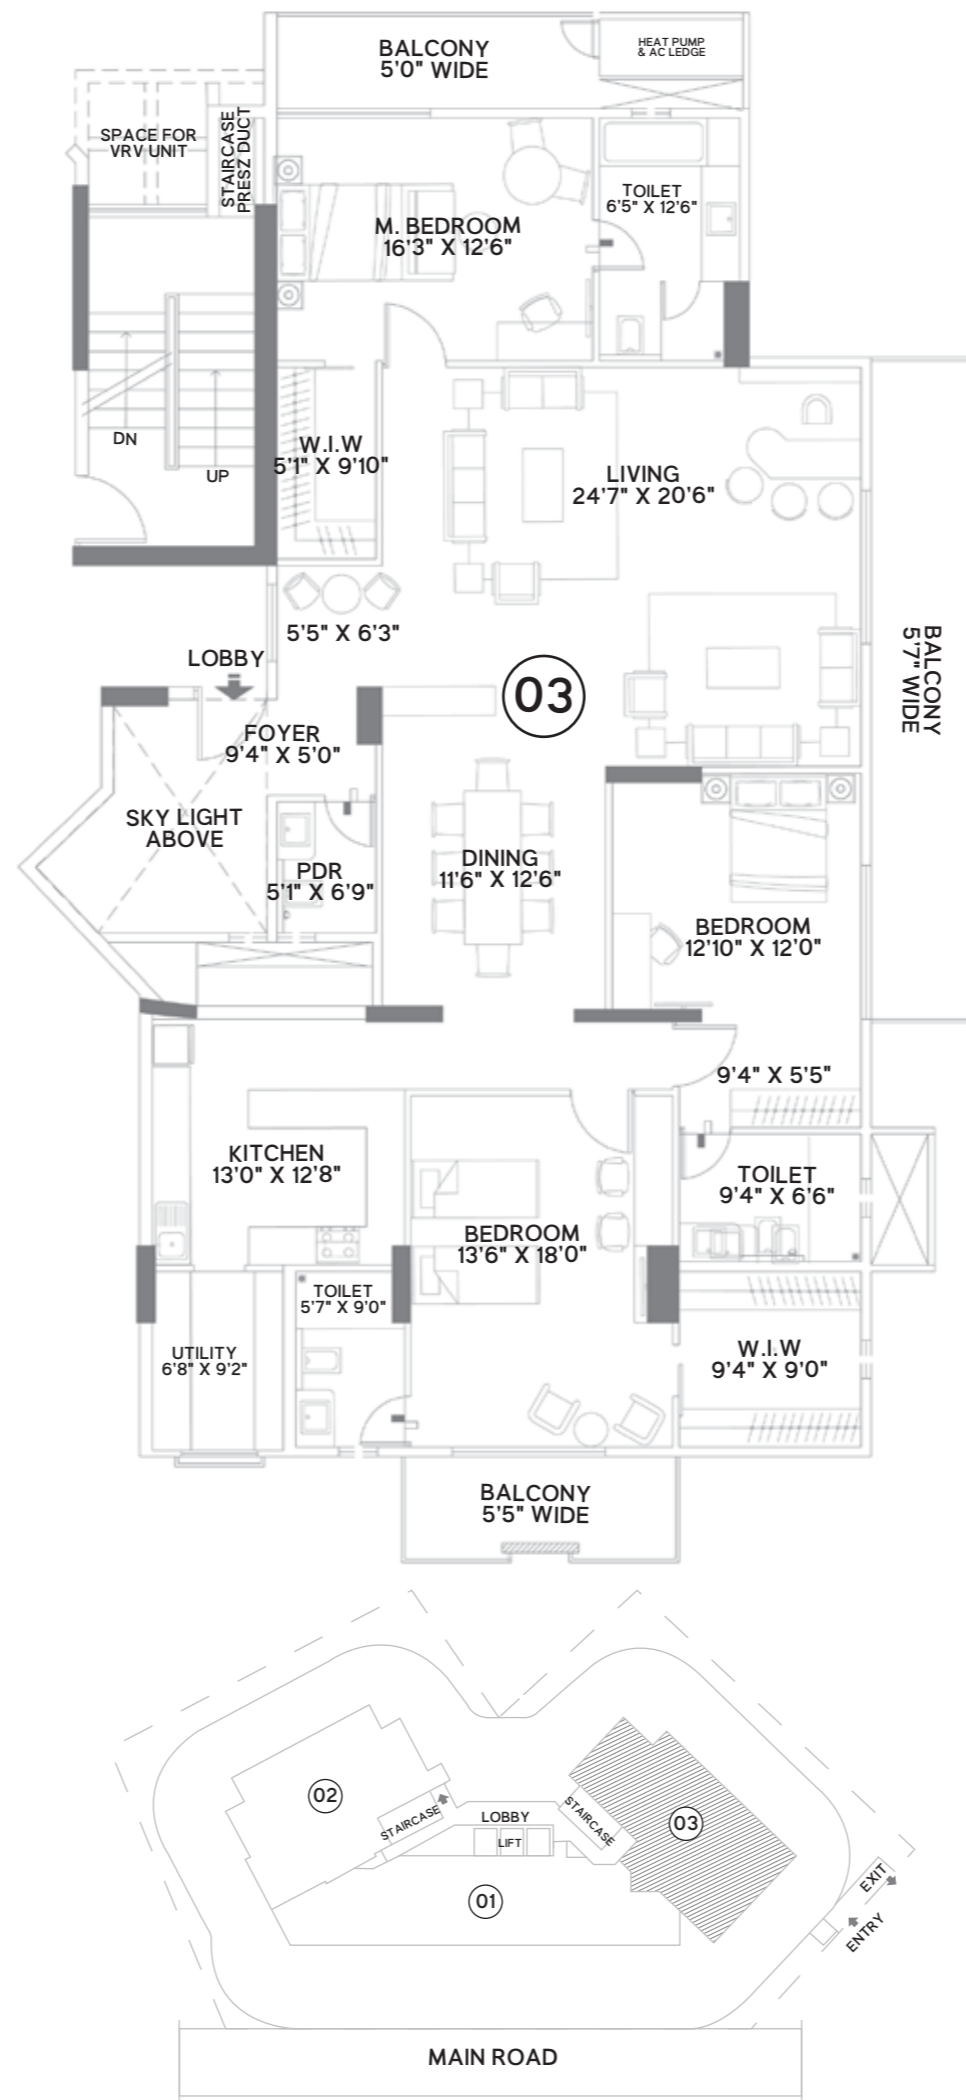 BALCONY
5'0" WIDE
HEAT PUMP
& AC LEDGE
SPACE FOR
VRV UNIT
STAIRCASE
PRESZ DUCT
TOILET
6'5" X 12'6"
M. BEDROOM
16'3" X 12'6"
DN
UP
W.I.W
5'1" X 9'10"
LIVING
24'7" X 20'6"
5'5" X 6'3"
LOBBY
03
BALCONY
5'7" WIDE
FOYER
9'4" X 5'0"
SKY LIGHT
ABOVE
PDR
5'1" X 6'9"
DINING
11'6" X 12'6"
BEDROOM
12'10" X 12'0"
9'4" X 5'5"
KITCHEN
13'0" X 12'8"
TOILET
9'4" X 6'6"
BEDROOM
13'6" X 18'0"
TOILET
5'7" X 9'0"
UTILITY
6'8" X 9'2"
W.I.W
9'4" X 9'0"
BALCONY
5'5" WIDE
02
STAIRCASE
LOBBY
LIFT
STAIRCASE
03
01
EXIT
ENTRY
MAIN ROAD